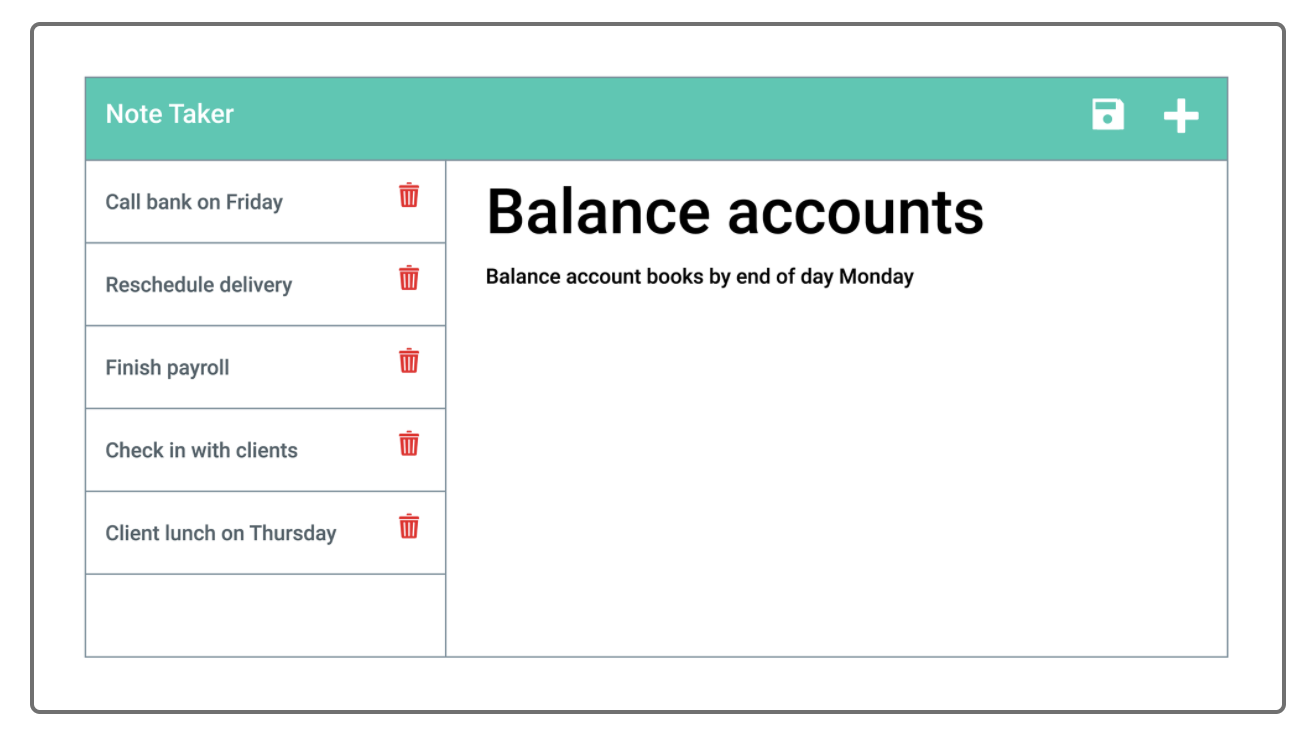 Note Taker
Call bank on Friday
Reschedule delivery
Finish payroll
Check in with clients
Client lunch on Thursday
Balance accounts
Balance account books by end of day Monday